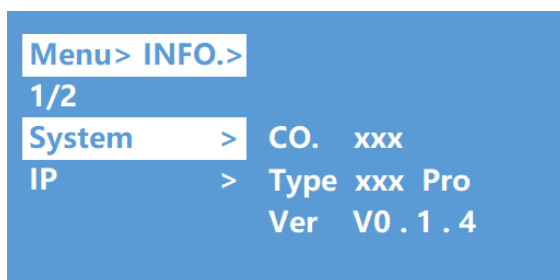 Menu> INFO.>
1/2
System > CO. xxx
IP > Type xxx Pro
Ver V0 . 1 . 4